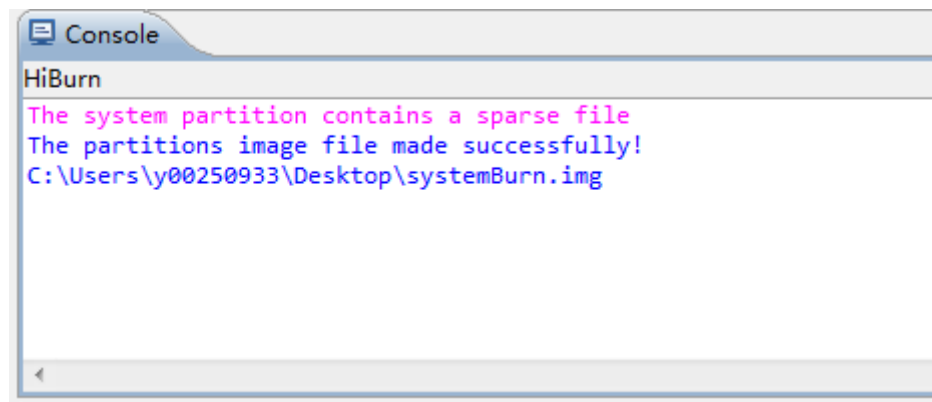 Console
HiBurn
The system partition contains a sparse file
The partitions image file made successfully!
C:\Users\y00250933\Desktop\systemBurn.img